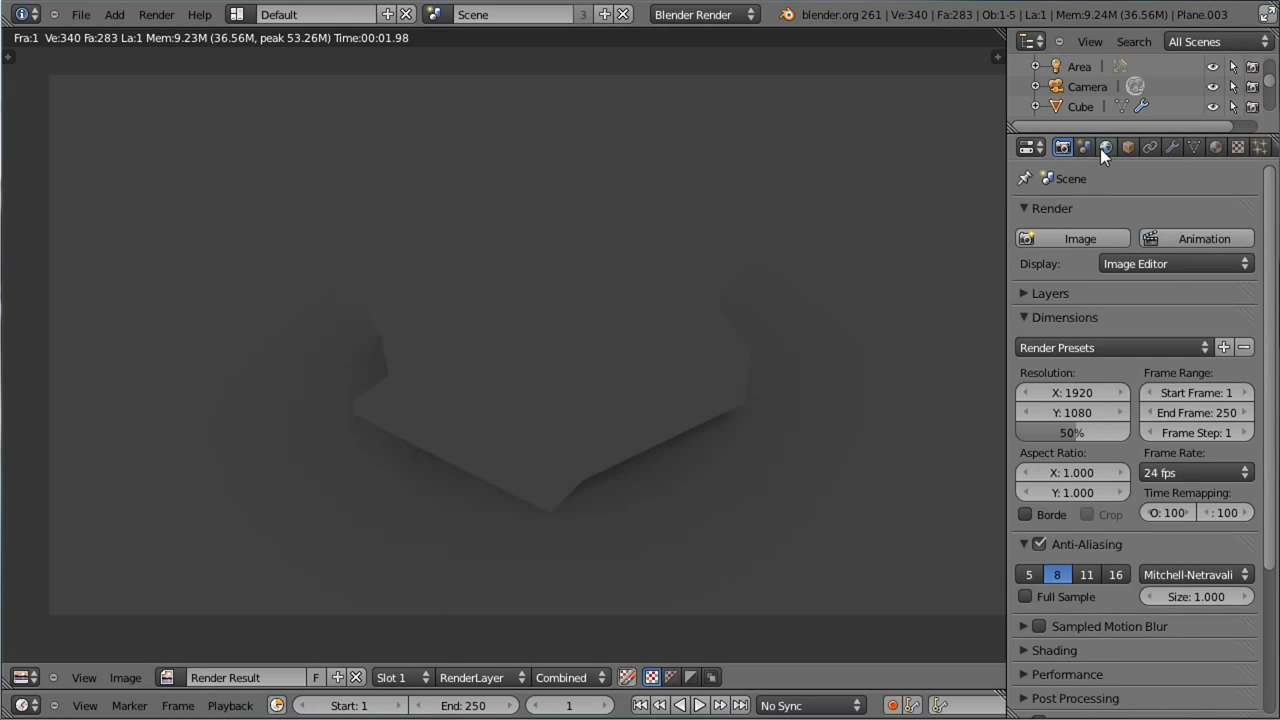 File Add Render Help Default Scene 3 Blender Render blender.org 261 | Ve:340 | Fa:283 | Ob:1-5 | La:1 | Mem:9.24M (36.56M) | Plane.003
Fra:1 Ve:340 Fa:283 La:1 Mem:9.23M (36.56M, peak 53.26M) Time:00:01.98
View Search All Scenes
Area
Camera
Cube
Scene
Render
Image Animation
Display: Image Editor
Layers
Dimensions
Render Presets
Resolution: Frame Range:
X: 1920 Start Frame: 1
Y: 1080 End Frame: 250
50% Frame Step: 1
Aspect Ratio: Frame Rate:
X: 1.000 24 fps
Y: 1.000 Time Remapping:
Borde Crop O: 100 : 100
Anti-Aliasing
5 8 11 16 Mitchell-Netravali
Full Sample Size: 1.000
Sampled Motion Blur
Shading
Performance
Post Processing
View Image Render Result F Slot 1 RenderLayer Combined
View Marker Frame Playback Start: 1 End: 250 1 No Sync